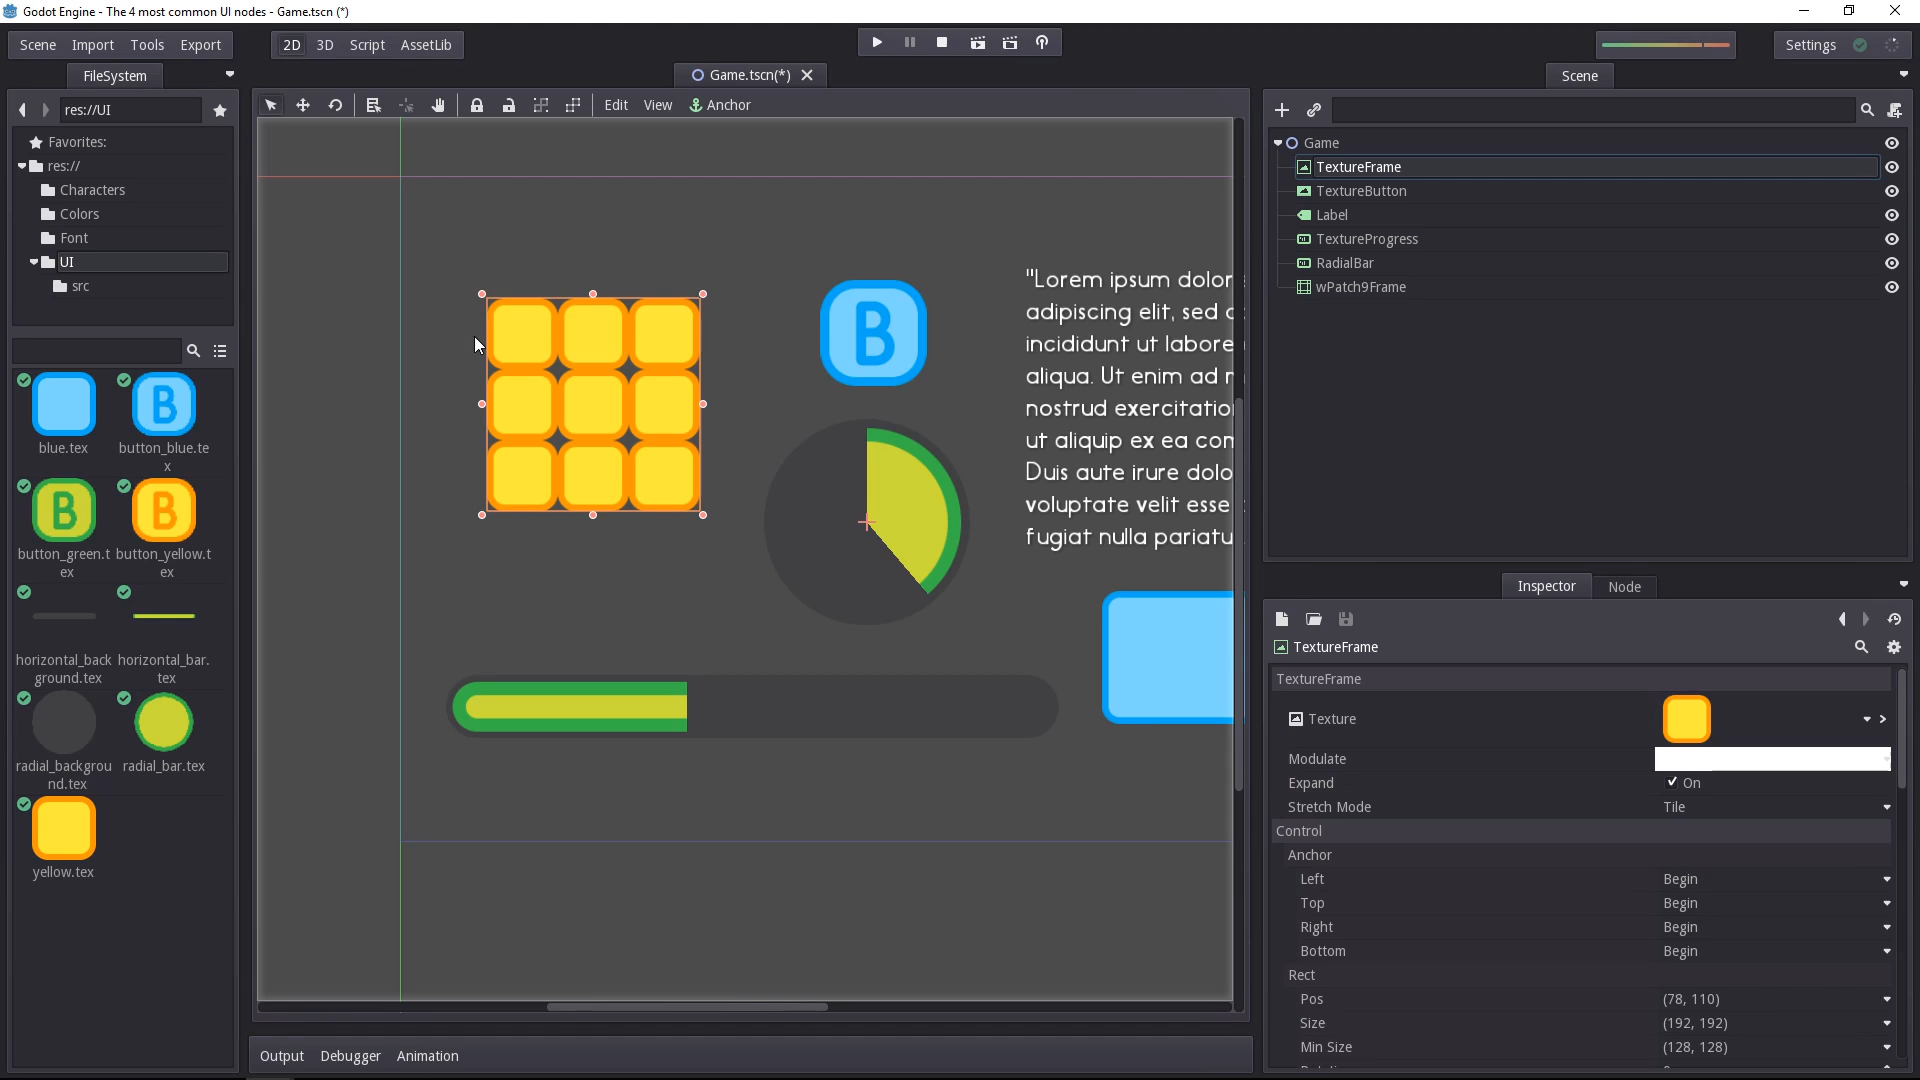 Godot Engine - The 4 most common UI nodes - Game.tscn (*)
Scene Import Tools Export
2D 3D Script AssetLib
Settings
FileSystem
Game.tscn(*)
Scene
res://UI
Edit View Anchor
Favorites:
res://
Characters
Colors
Font
UI
src
Game
TextureFrame
TextureButton
Label
TextureProgress
RadialBar
wPatch9Frame
B
"Lorem ipsum dolor
adipiscing elit, sed
incididunt ut labore
aliqua. Ut enim ad
nostrud exercitatio
ut aliquip ex ea com
Duis aute irure dolo
voluptate velit esse
fugiat nulla pariatu
B
blue.tex
button_blue.te
x
B
B
button_green.t
ex
button_yellow.t
ex
horizontal_back
ground.tex
horizontal_bar.
tex
radial_backgrou
nd.tex
radial_bar.tex
yellow.tex
Inspector Node
TextureFrame
TextureFrame
Texture
Modulate
Expand On
Stretch Mode Tile
Control
Anchor
Left Begin
Top Begin
Right Begin
Bottom Begin
Rect
Pos (78, 110)
Size (192, 192)
Min Size (128, 128)
Output Debugger Animation